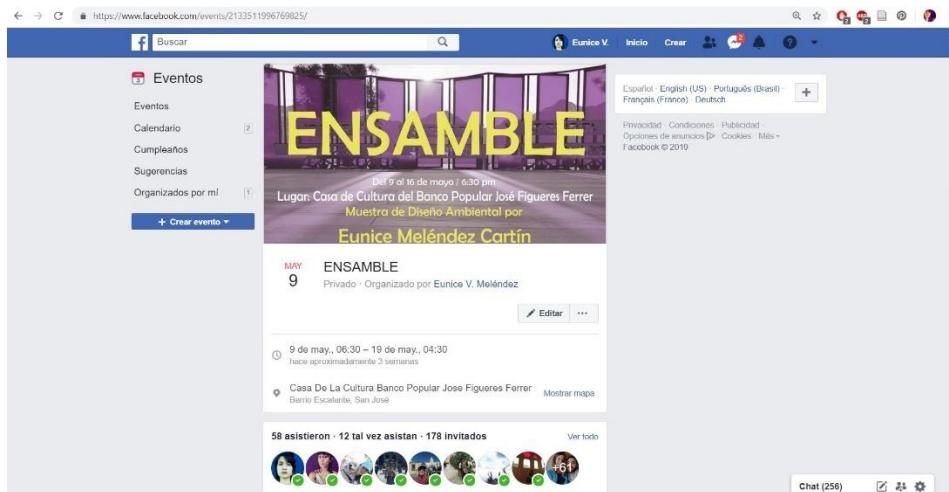 https://www.facebook.com/events/2133511996769825/
Buscar
Eunice V.
Inicio
Crear
2
Eventos
Eventos
Calendario 2
Cumpleaños
Sugerencias
Organizados por mí 1
+ Crear evento
ENSAMBLE
Del 9 al 16 de mayo / 6:30 pm
Lugar: Casa de Cultura del Banco Popular José Figueres Ferrer
Muestra de Diseño Ambiental por
Eunice Meléndez Cartín
MAY
9
ENSAMBLE
Privado · Organizado por Eunice V. Meléndez
Editar
9 de may., 06:30 – 19 de may., 04:30
hace aproximadamente 3 semanas
Casa De La Cultura Banco Popular Jose Figueres Ferrer
Barrio Escalante, San José
Mostrar mapa
58 asistieron · 12 tal vez asistan · 178 invitados
Ver todo
+61
Español · English (US) · Português (Brasil) ·
Français (France) · Deutsch
Privacidad · Condiciones · Publicidad ·
Opciones de anuncios · Cookies · Más
Facebook © 2019
Chat (256)